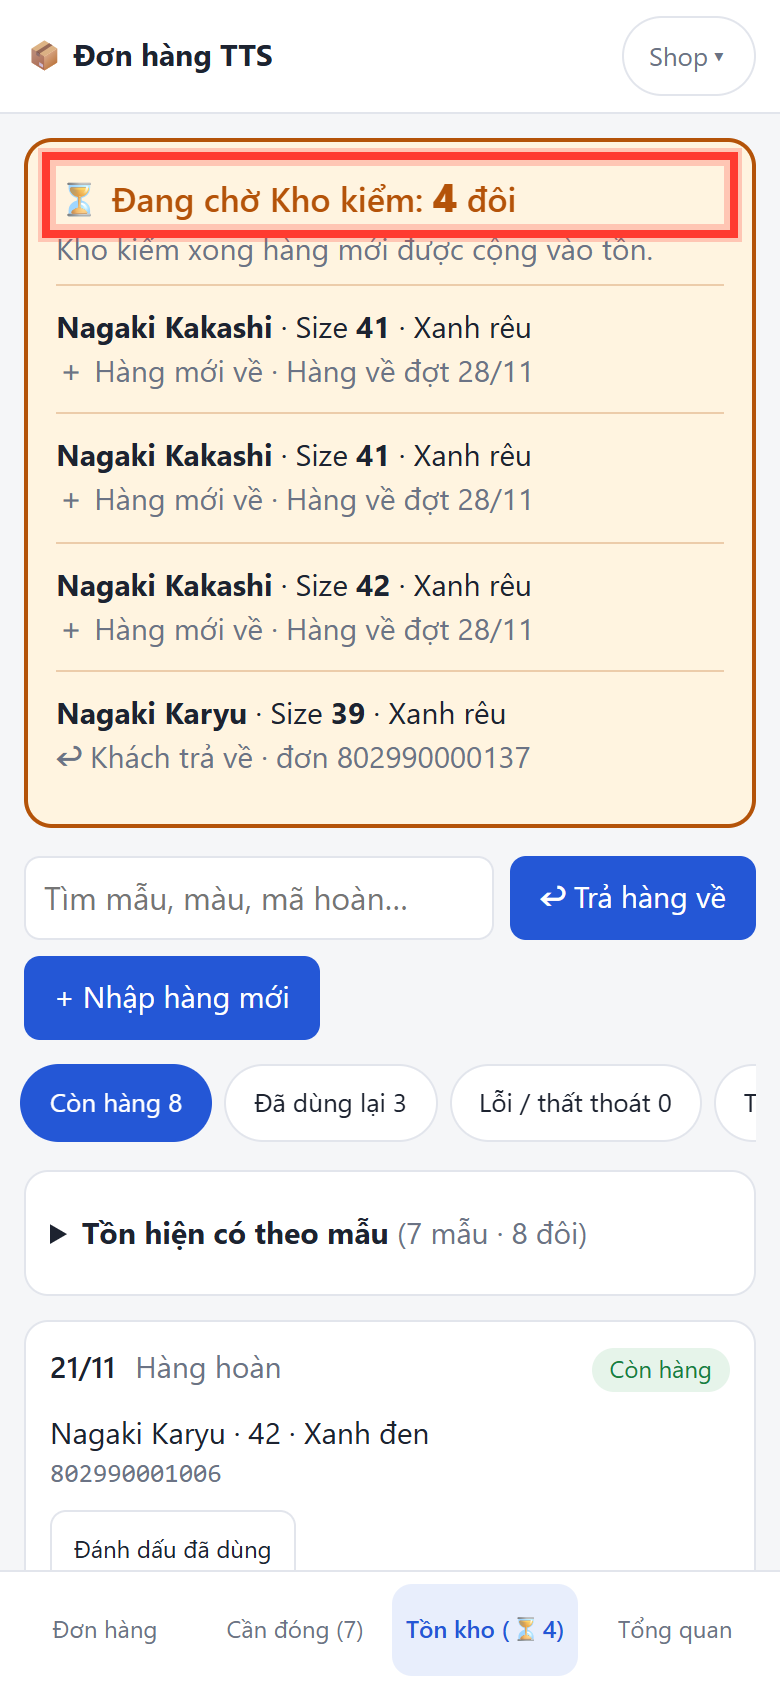 📦 Đơn hàng TTS
Shop ▾
⏳ Đang chờ Kho kiểm: 4 đôi
Kho kiểm xong hàng mới được cộng vào tồn.
Nagaki Kakashi · Size 41 · Xanh rêu
+ Hàng mới về · Hàng về đợt 28/11
Nagaki Kakashi · Size 41 · Xanh rêu
+ Hàng mới về · Hàng về đợt 28/11
Nagaki Kakashi · Size 42 · Xanh rêu
+ Hàng mới về · Hàng về đợt 28/11
Nagaki Karyu · Size 39 · Xanh rêu
↩ Khách trả về · đơn 802990000137
Tìm mẫu, màu, mã hoàn...
↩ Trả hàng về
+ Nhập hàng mới
Còn hàng 8
Đã dùng lại 3
Lỗi / thất thoát 0
T
▶ Tồn hiện có theo mẫu (7 mẫu · 8 đôi)
21/11 Hàng hoàn
Còn hàng
Nagaki Karyu · 42 · Xanh đen
802990001006
Đánh dấu đã dùng
Đơn hàng
Cần đóng (7)
Tồn kho (⏳ 4)
Tổng quan